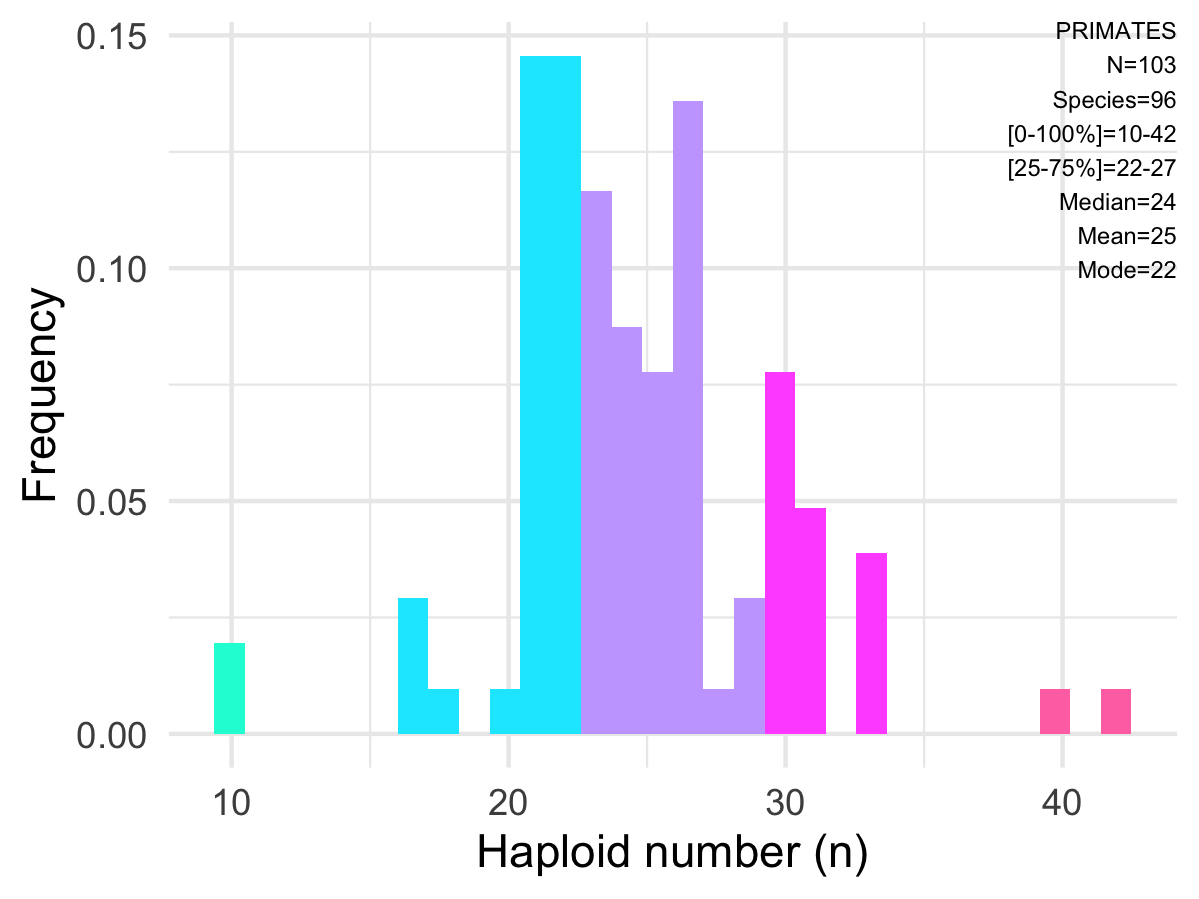 PRIMATES
N=103
Species=96
[0-100%]=10-42
[25-75%]=22-27
Median=24
Mean=25
Mode=22
0.15
0.10
0.05
0.00
Frequency
10 20 30 40
Haploid number (n)